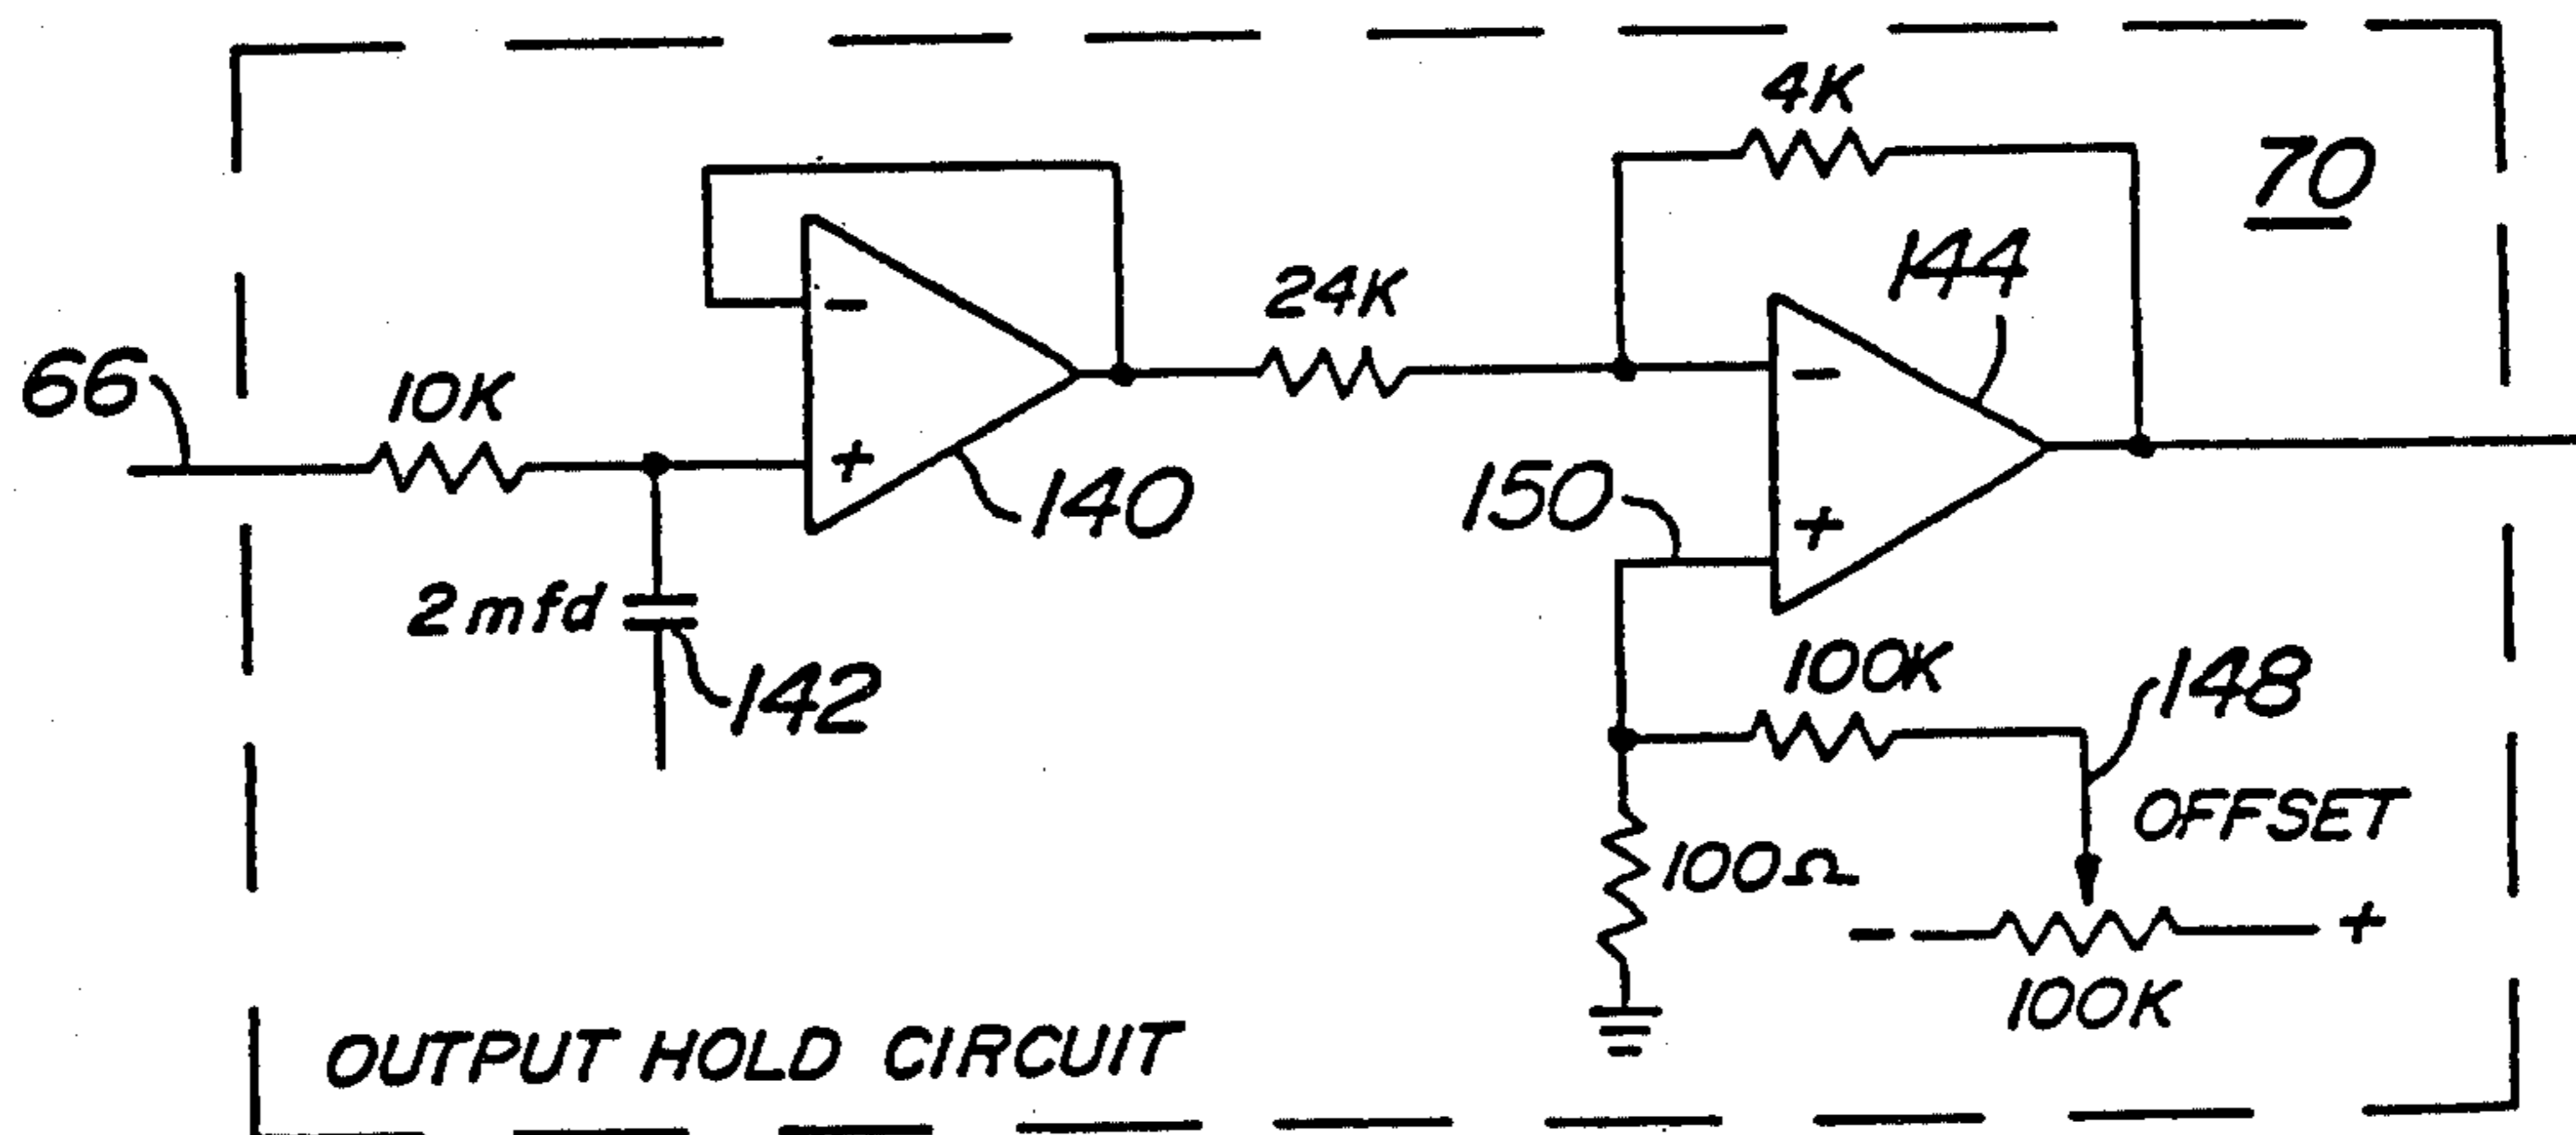 4K
70
144
24K
66
10K
-
-
+
140
150
+
2 mfd
142
100K
148
OFFSET
100Ω
- +
100K
OUTPUT HOLD CIRCUIT